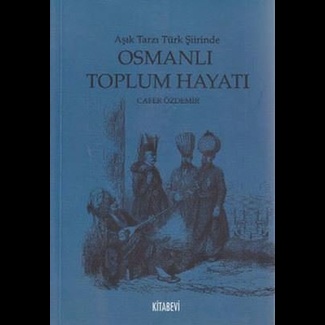 Aşık Tarzı Türk Şiirinde
OSMANLI
TOPLUM HAYATI
CAFER ÖZDEMİR
KİTABEVİ